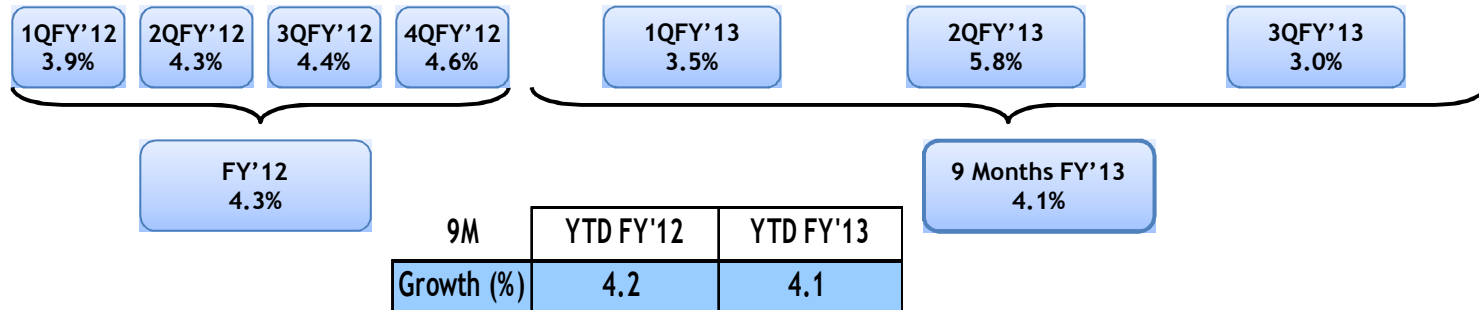 1QFY’12
3.9%
2QFY’12
4.3%
3QFY’12
4.4%
4QFY’12
4.6%
1QFY’13
3.5%
2QFY’13
5.8%
3QFY’13
3.0%
FY’12
4.3%
9 Months FY’13
4.1%
9M YTD FY'12 YTD FY'13
Growth (%) 4.2 4.1